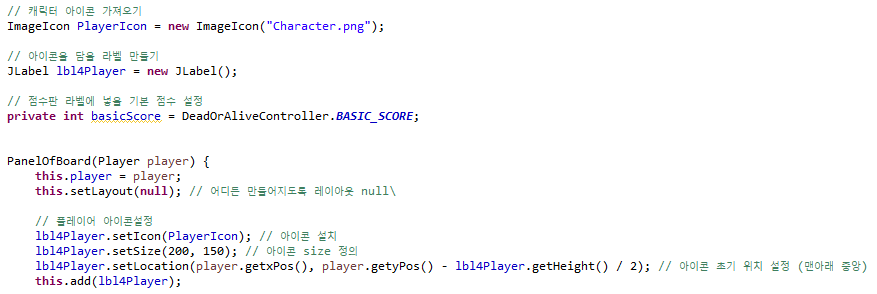 // 캐릭터 아이콘 가져오기
ImageIcon PlayerIcon = new ImageIcon("Character.png");
// 아이콘을 담을 라벨 만들기
JLabel lbl4Player = new JLabel();
// 점수판 라벨에 넣을 기본 점수 설정
private int basicScore = DeadOrAliveController.BASIC_SCORE;
PanelOfBoard(Player player) {
this.player = player;
this.setLayout(null); // 어디든 만들어지도록 레이아웃 null\
// 플레이어 아이콘설정
lbl4Player.setIcon(PlayerIcon); // 아이콘 설치
lbl4Player.setSize(200, 150); // 아이콘 size 정의
lbl4Player.setLocation(player.getxPos(), player.getyPos() - lbl4Player.getHeight() / 2); // 아이콘 초기 위치 설정 (맨아래 중앙)
this.add(lbl4Player);